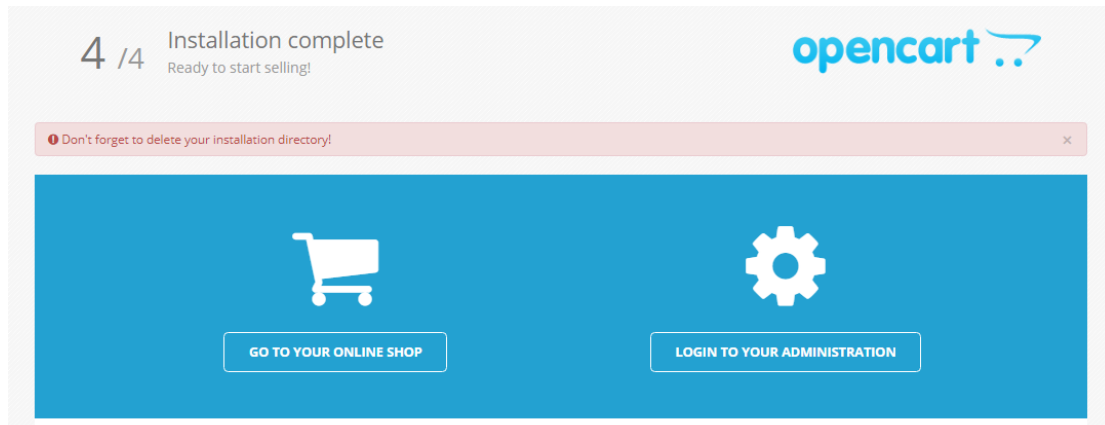 4 /4
Installation complete
Ready to start selling!
opencart
Don't forget to delete your installation directory!
×
GO TO YOUR ONLINE SHOP
LOGIN TO YOUR ADMINISTRATION